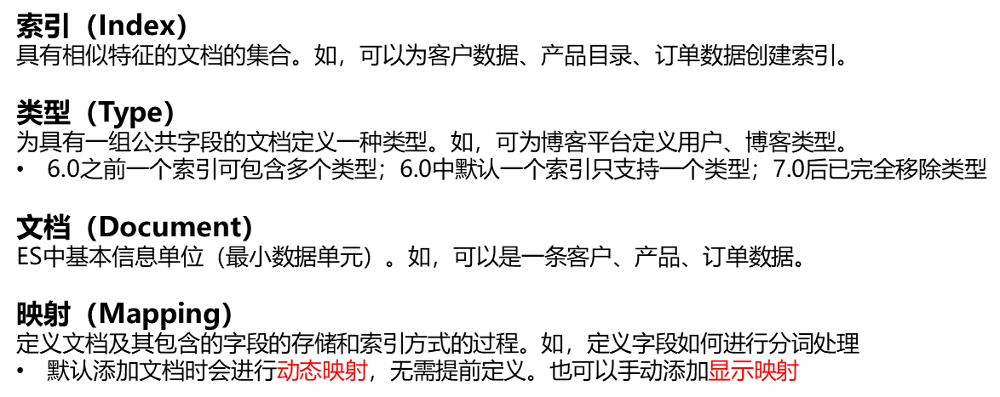 索引（Index）
具有相似特征的文档的集合。如，可以为客户数据、产品目录、订单数据创建索引。
类型（Type）
为具有一组公共字段的文档定义一种类型。如，可为博客平台定义用户、博客类型。
• 6.0之前一个索引可包含多个类型；6.0中默认一个索引只支持一个类型；7.0后已完全移除类型
文档（Document）
ES中基本信息单位（最小数据单元）。如，可以是一条客户、产品、订单数据。
映射（Mapping）
定义文档及其包含的字段的存储和索引方式的过程。如，定义字段如何进行分词处理
• 默认添加文档时会进行动态映射，无需提前定义。也可以手动添加显示映射